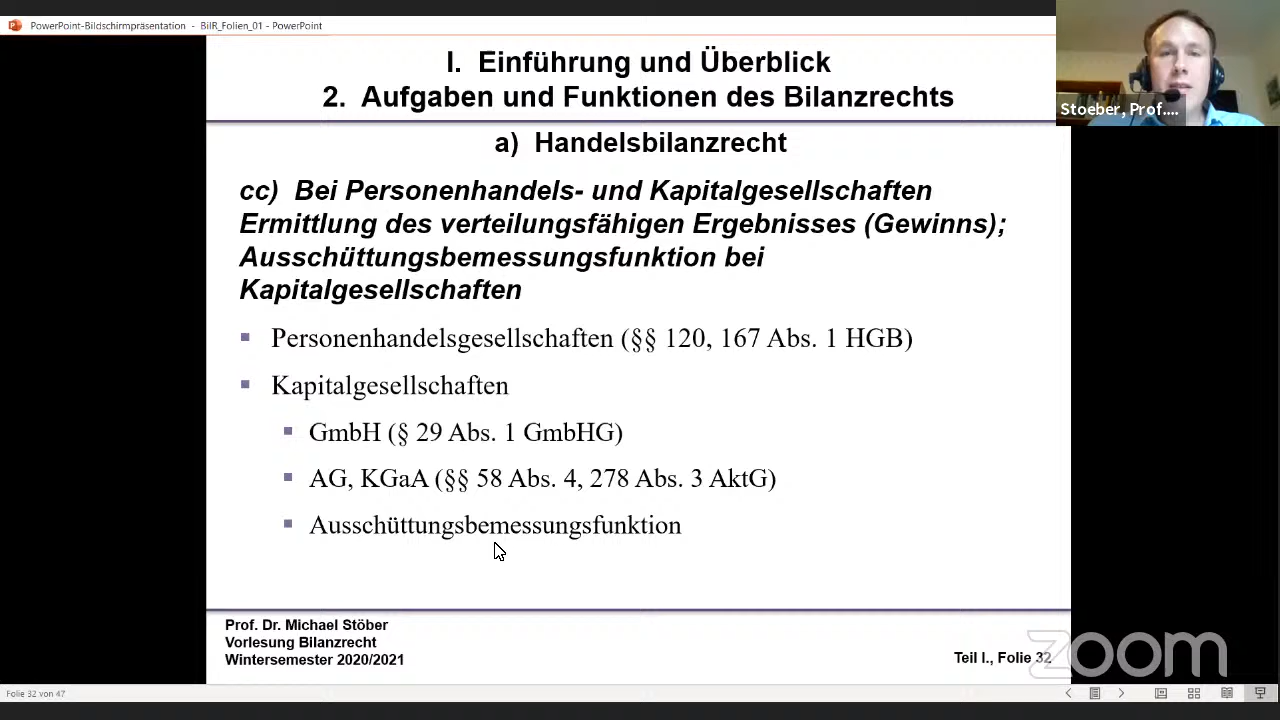 PowerPoint-Bildschirmpräsentation - BilR_Folien_01 - PowerPoint
I. Einführung und Überblick
2. Aufgaben und Funktionen des Bilanzrechts
Stoeber, Prof....
a) Handelsbilanzrecht
cc) Bei Personenhandels- und Kapitalgesellschaften
Ermittlung des verteilungsfähigen Ergebnisses (Gewinns);
Ausschüttungsbemessungsfunktion bei
Kapitalgesellschaften
Personenhandelsgesellschaften (§§ 120, 167 Abs. 1 HGB)
Kapitalgesellschaften
GmbH (§ 29 Abs. 1 GmbHG)
AG, KGaA (§§ 58 Abs. 4, 278 Abs. 3 AktG)
Ausschüttungsbemessungsfunktion
Prof. Dr. Michael Stöber
Vorlesung Bilanzrecht
Wintersemester 2020/2021
Teil I., Folie 32
zoom
Folie 32 von 47